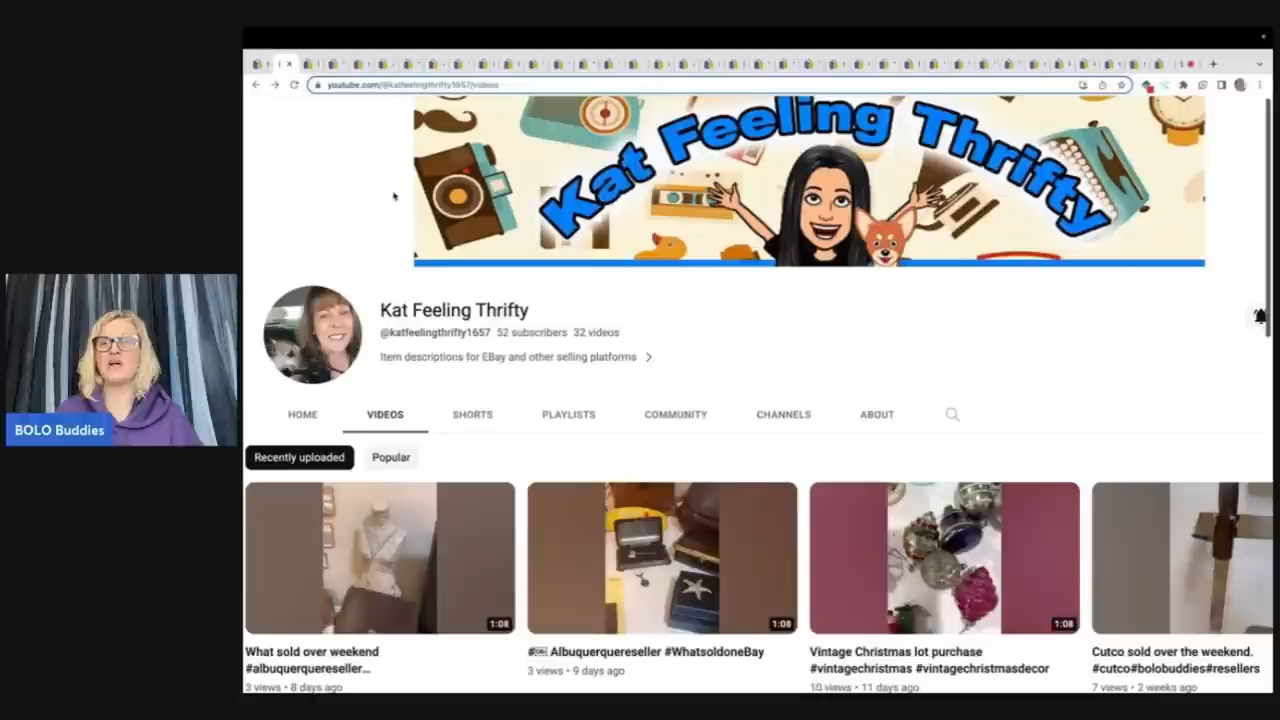 youtube.com/@katfeelingthrifty1657/videos
Kat Feeling Thrifty
Kat Feeling Thrifty
@katfeelingthrifty1657 52 subscribers 32 videos
Item descriptions for EBay and other selling platforms
HOME VIDEOS SHORTS PLAYLISTS COMMUNITY CHANNELS ABOUT
BOLO Buddies
Recently uploaded Popular
1:08 1:08 1:08
What sold over weekend
#albuquerquereseller...
3 views • 8 days ago
Albuquerquereseller #WhatsoldoneBay
3 views • 9 days ago
Vintage Christmas lot purchase
#vintagechristmas #vintagechristmasdecor
10 views • 11 days ago
Cutco sold over the weekend.
#cutco#bolobuddies#resellers
7 views • 2 weeks ago